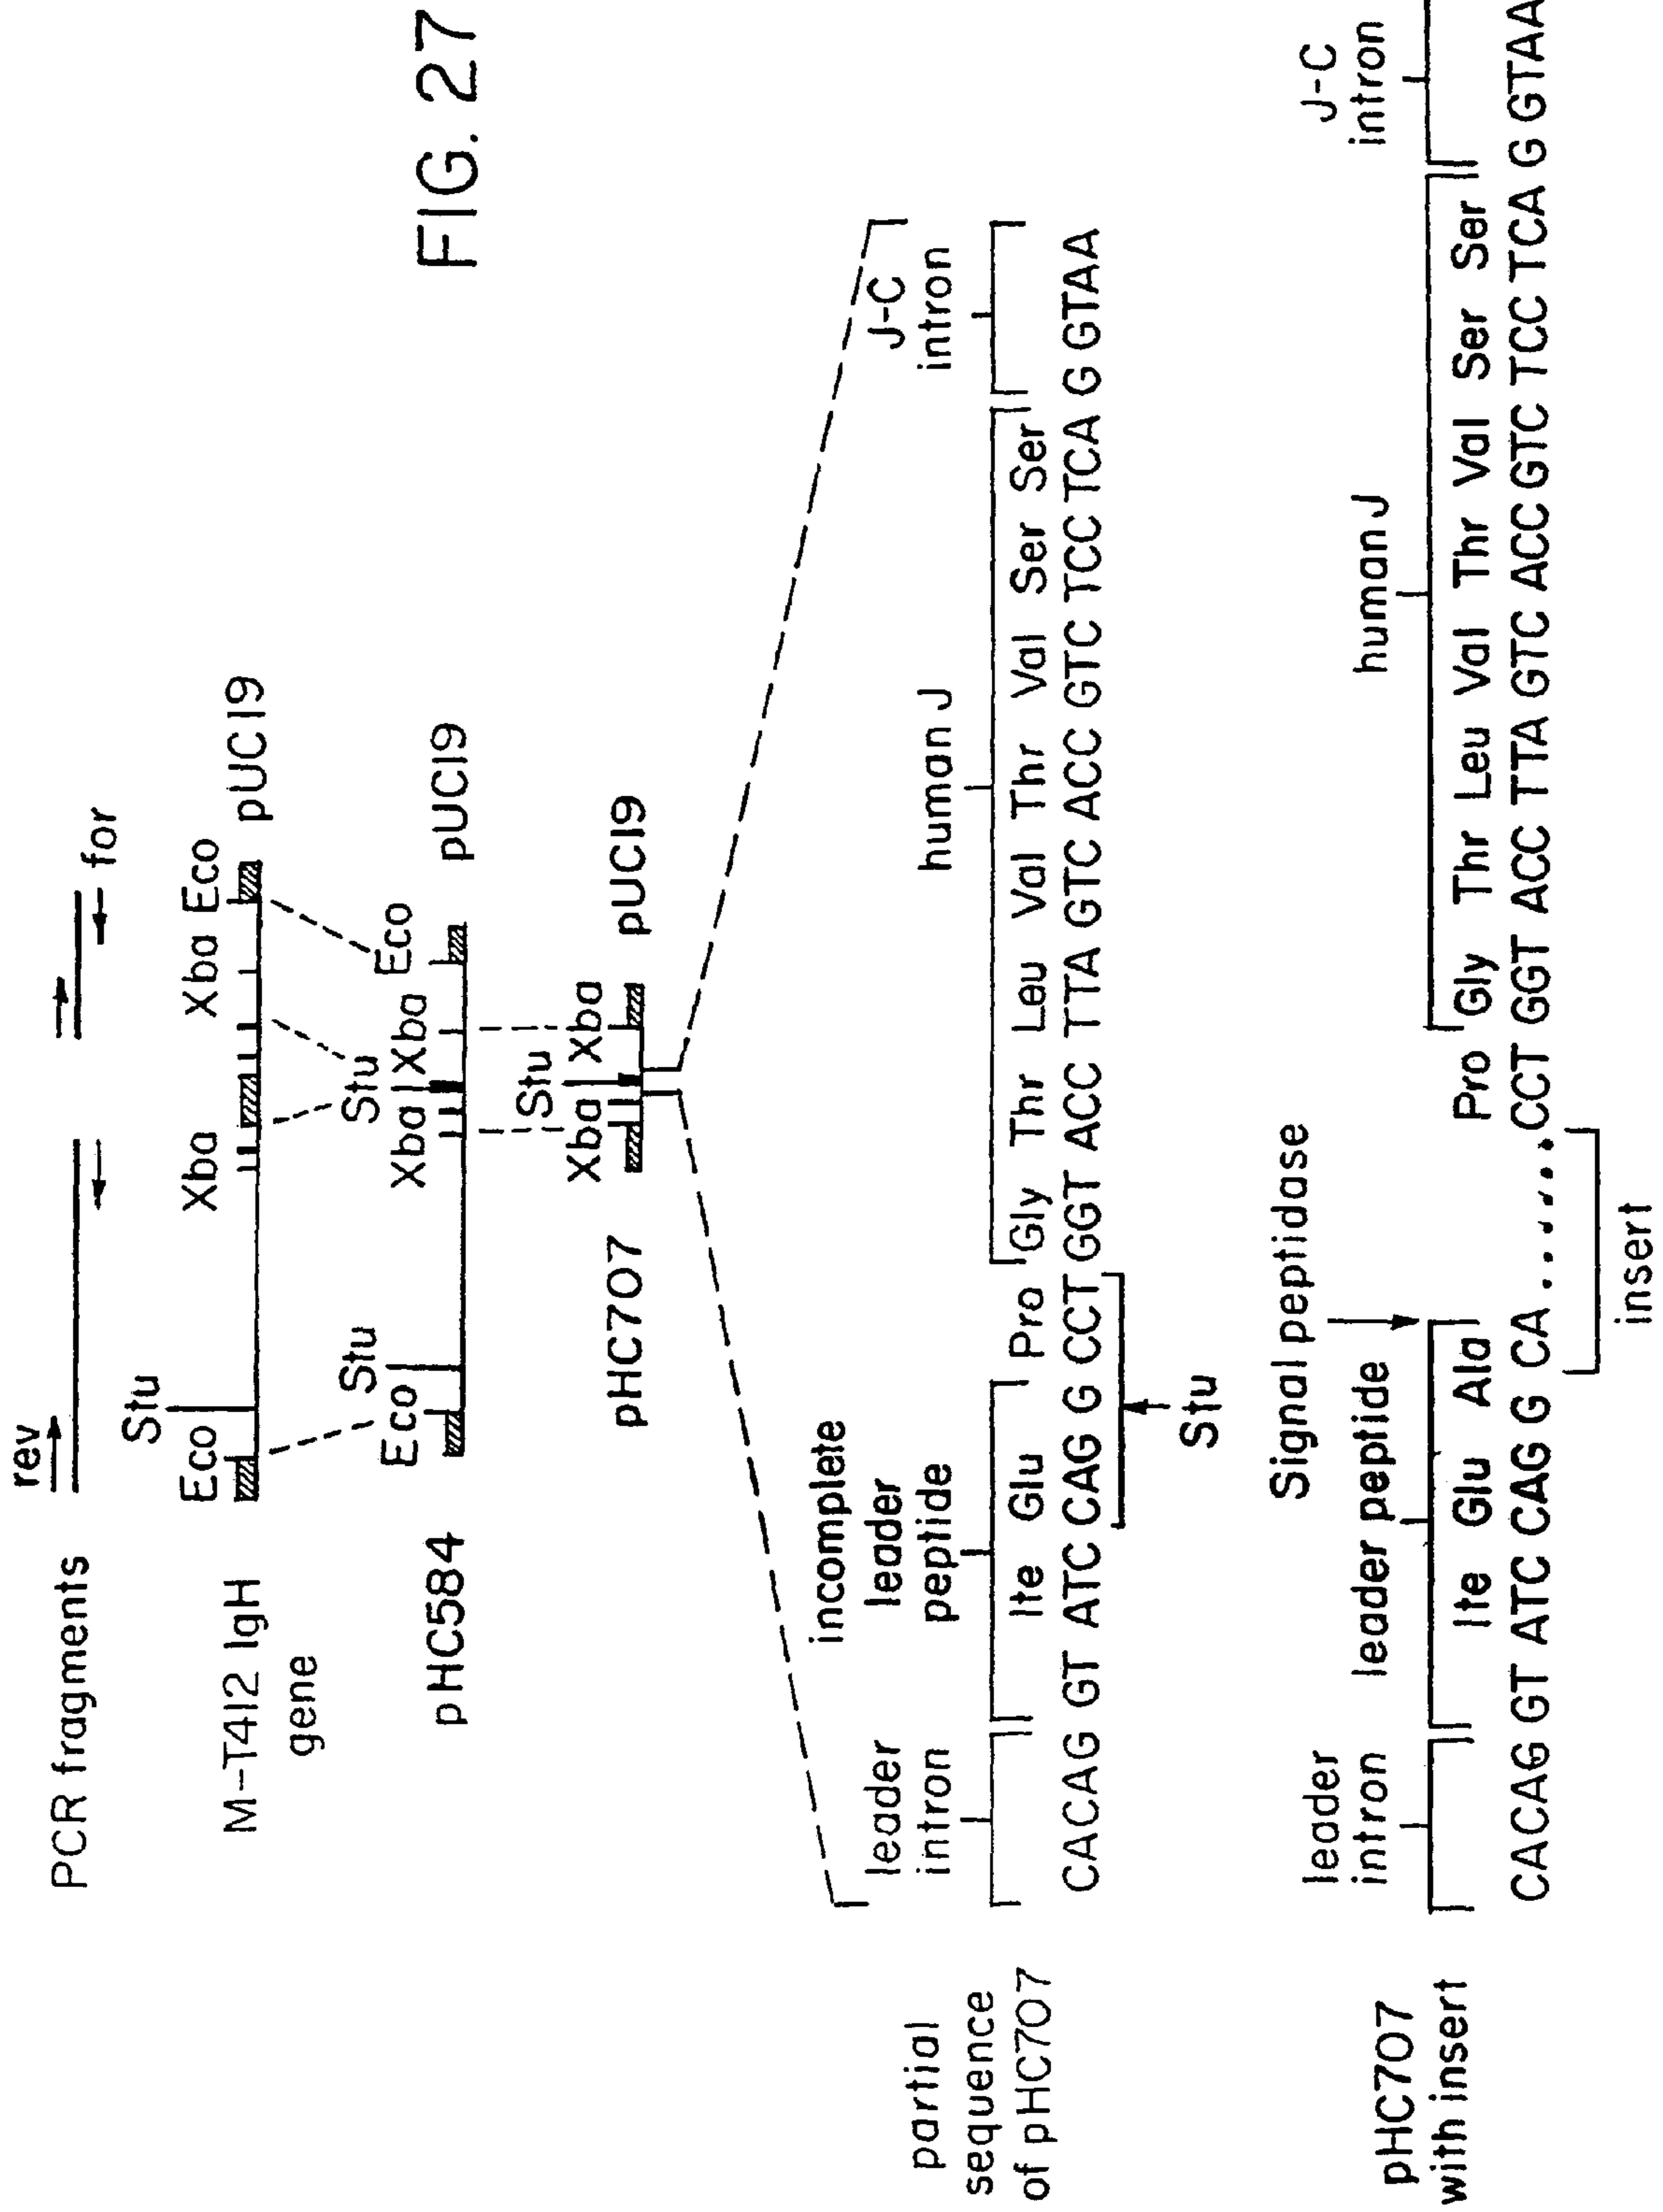 FIG. 27
PCR fragments
rev
for
M-T412 IgH
gene
Eco
Stu
Xba
Xba
Eco
pUC19
pHC584
Eco
Stu
Xba
Stu
Xba
Eco
pUC19
pHC707
Xba
Stu
Xba
pUC19
partial
sequence
of pHC707
leader
intron
incomplete
leader
peptide
human J
J-C
intron
Ite Glu Pro Gly Thr Leu Val Thr Val Ser Ser
CACAG GT ATC CAG G CCT GGT ACC TTA GTC ACC GTC TCC TCA G GTAA
Stu
pHC707
with insert
leader
intron
leader peptide
Signal peptidase
human J
J-C
intron
Ite Glu Ala Pro Gly Thr Leu Val Thr Val Ser Ser
CACAG GT ATC CAG G CA ...... CCT GGT ACC TTA GTC ACC GTC TCC TCA G GTAA
insert